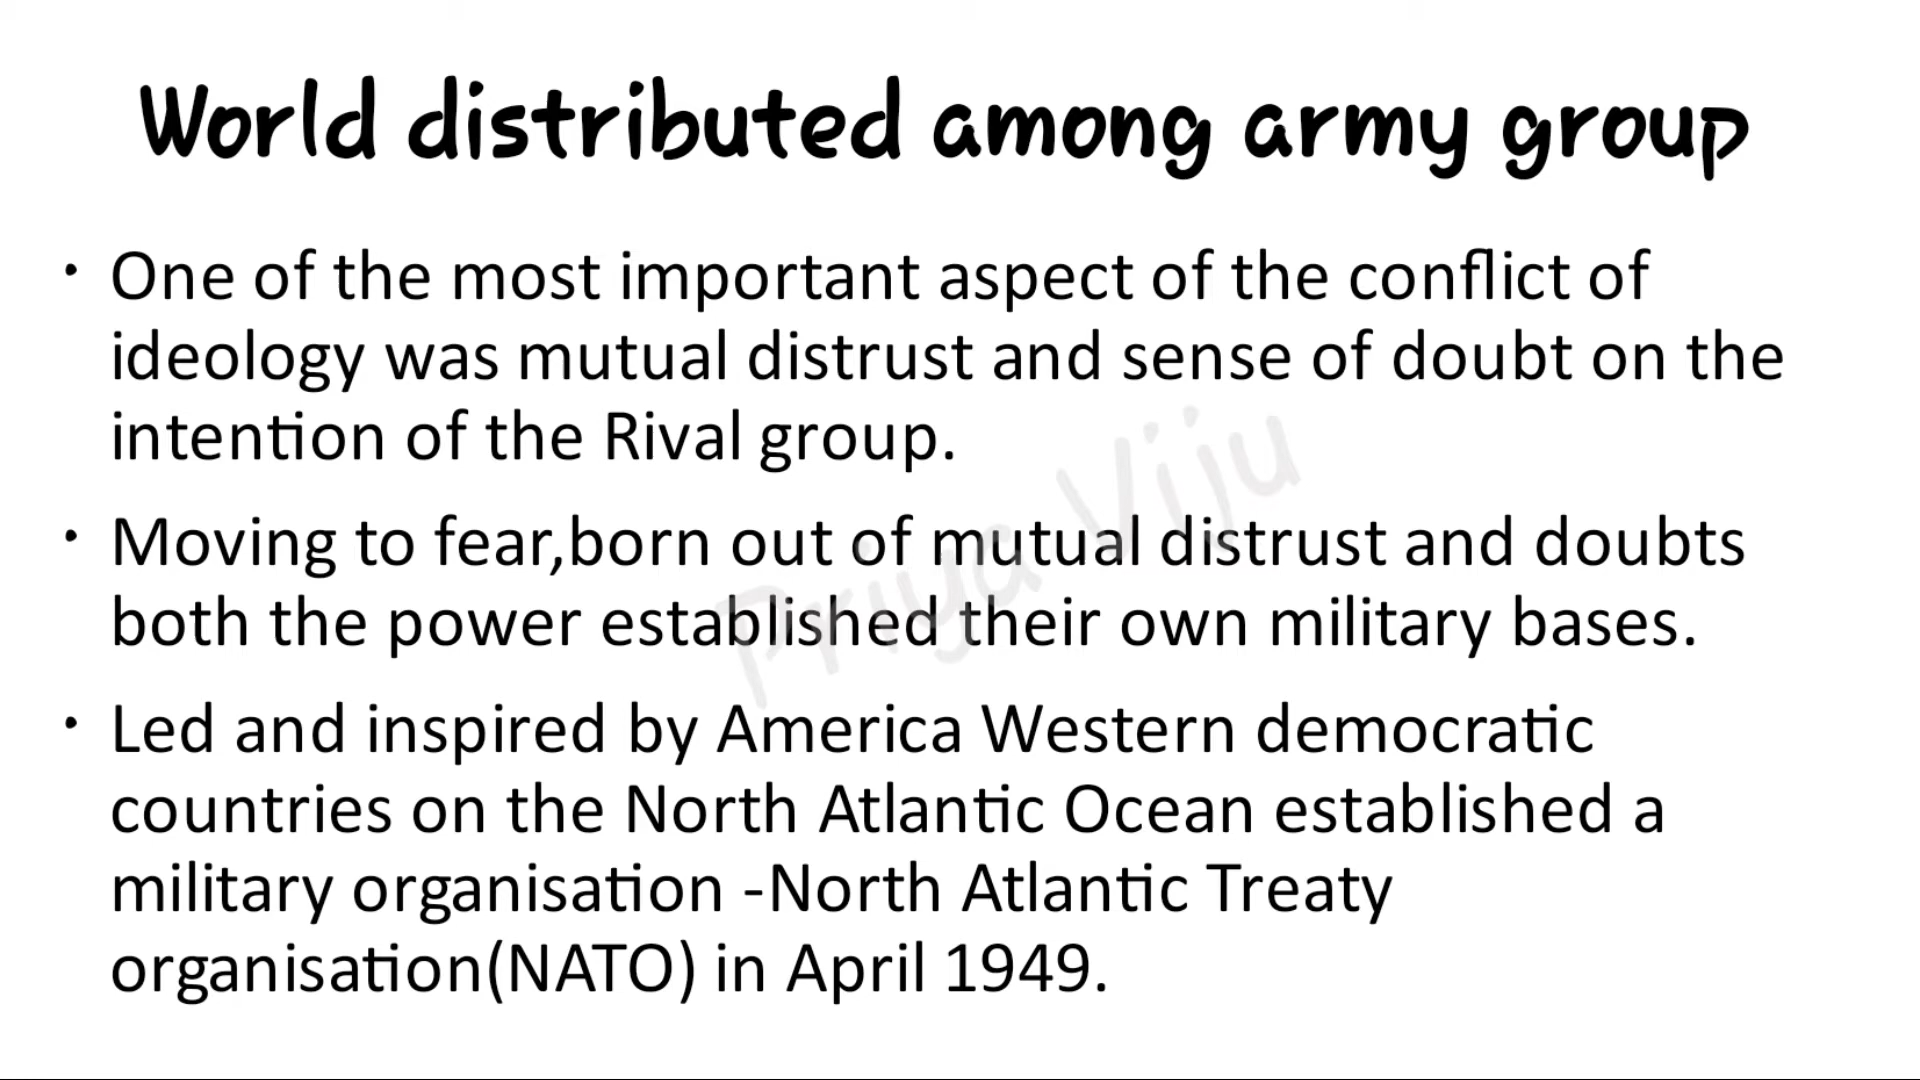 World distributed among army group
• One of the most important aspect of the conflict of
ideology was mutual distrust and sense of doubt on the
intention of the Rival group.
• Moving to fear,born out of mutual distrust and doubts
both the power established their own military bases.
• Led and inspired by America Western democratic
countries on the North Atlantic Ocean established a
military organisation -North Atlantic Treaty
organisation(NATO) in April 1949.
Priya Viju